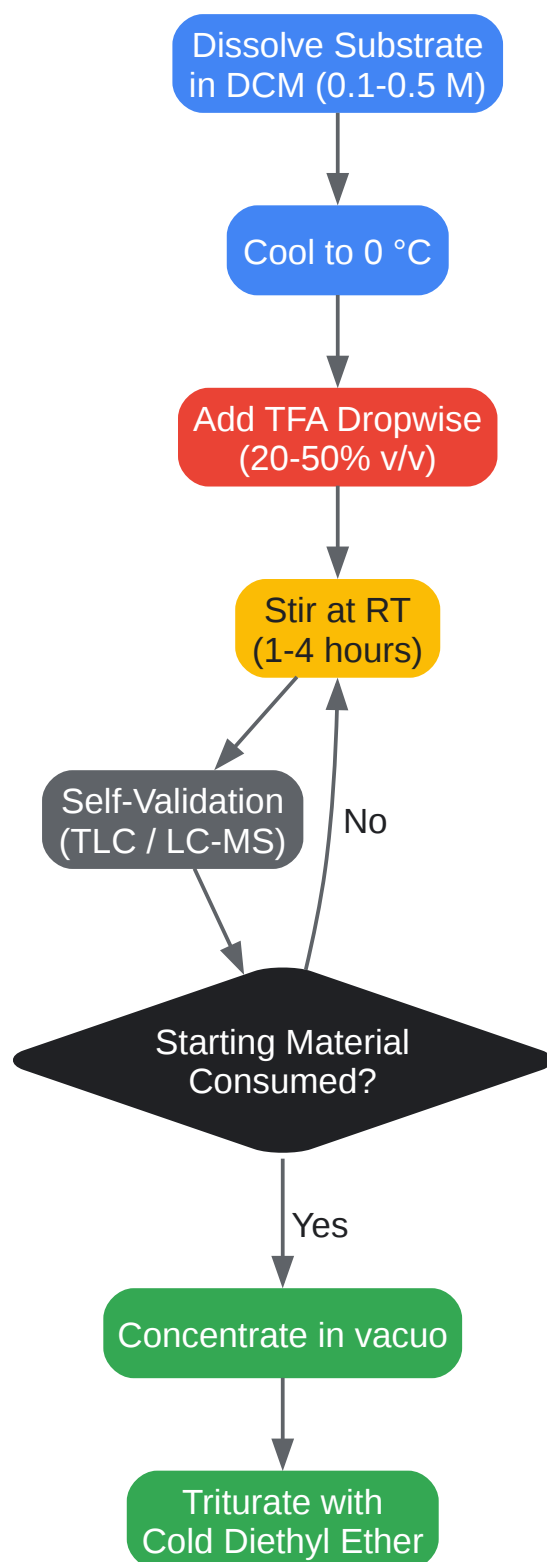 Dissolve Substrate
in DCM (0.1-0.5 M)
Cool to 0 °C
Add TFA Dropwise
(20-50% v/v)
Stir at RT
(1-4 hours)
Self-Validation
(TLC / LC-MS)
No
Starting Material
Consumed?
Yes
Concentrate in vacuo
Triturate with
Cold Diethyl Ether